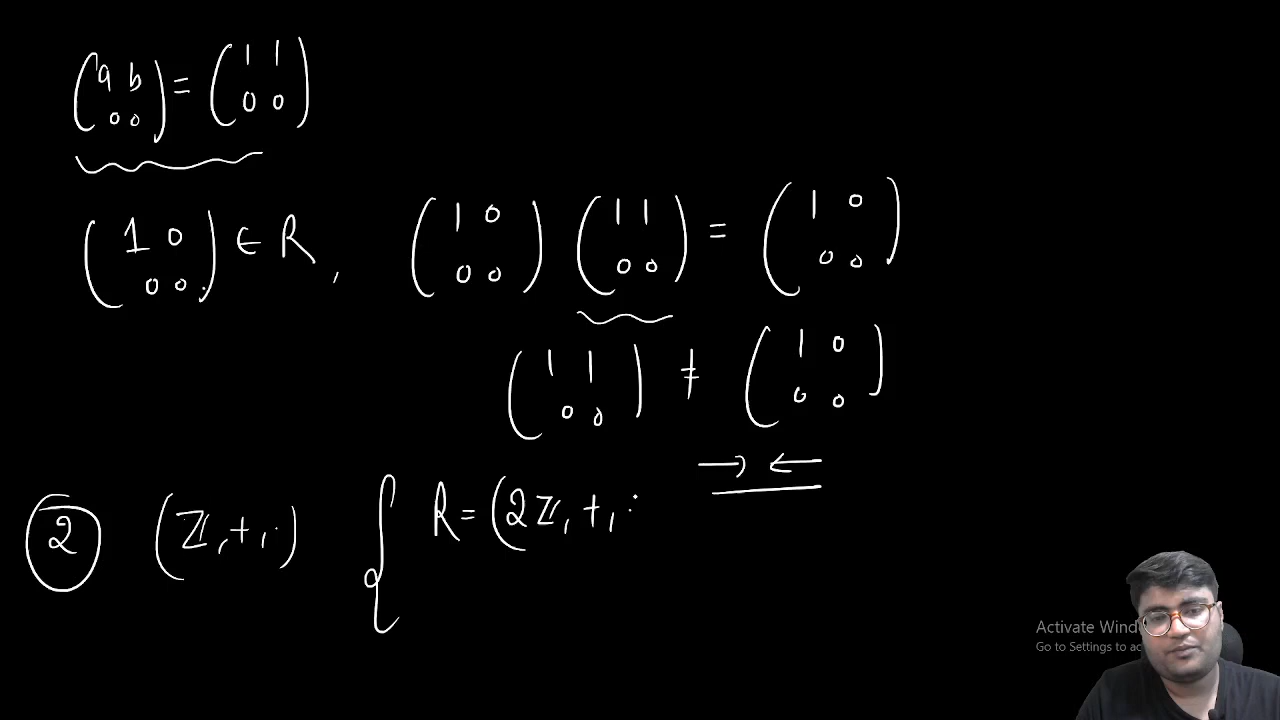 (a b
0 0) = (1 1
0 0)
(1 0
0 0) ∈ R, (1 0
0 0) (1 1
0 0) = (1 0
0 0)
(1 1
0 0) ≠ (1 0
0 0)
→ ←
② (ℤ, +, ·) R = (2ℤ, +, :
Activate Wind
Go to Settings to ac